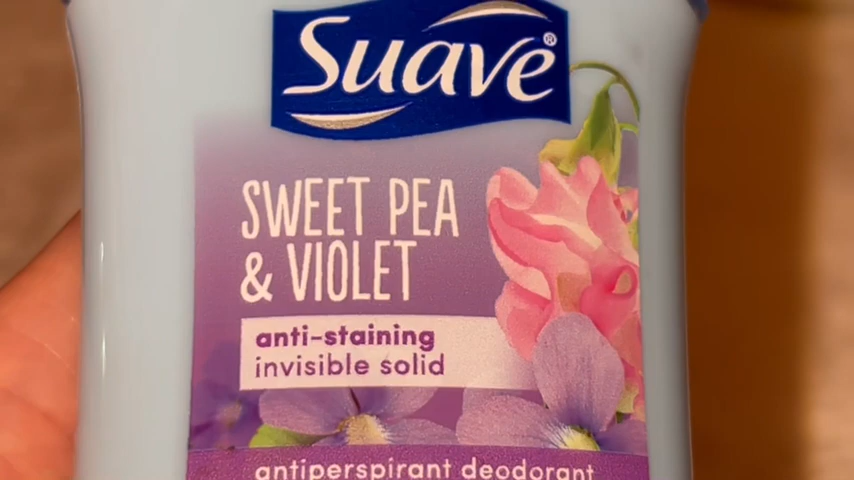 Suave®
SWEET PEA
& VIOLET
anti-staining
invisible solid
antiperspirant deodorant